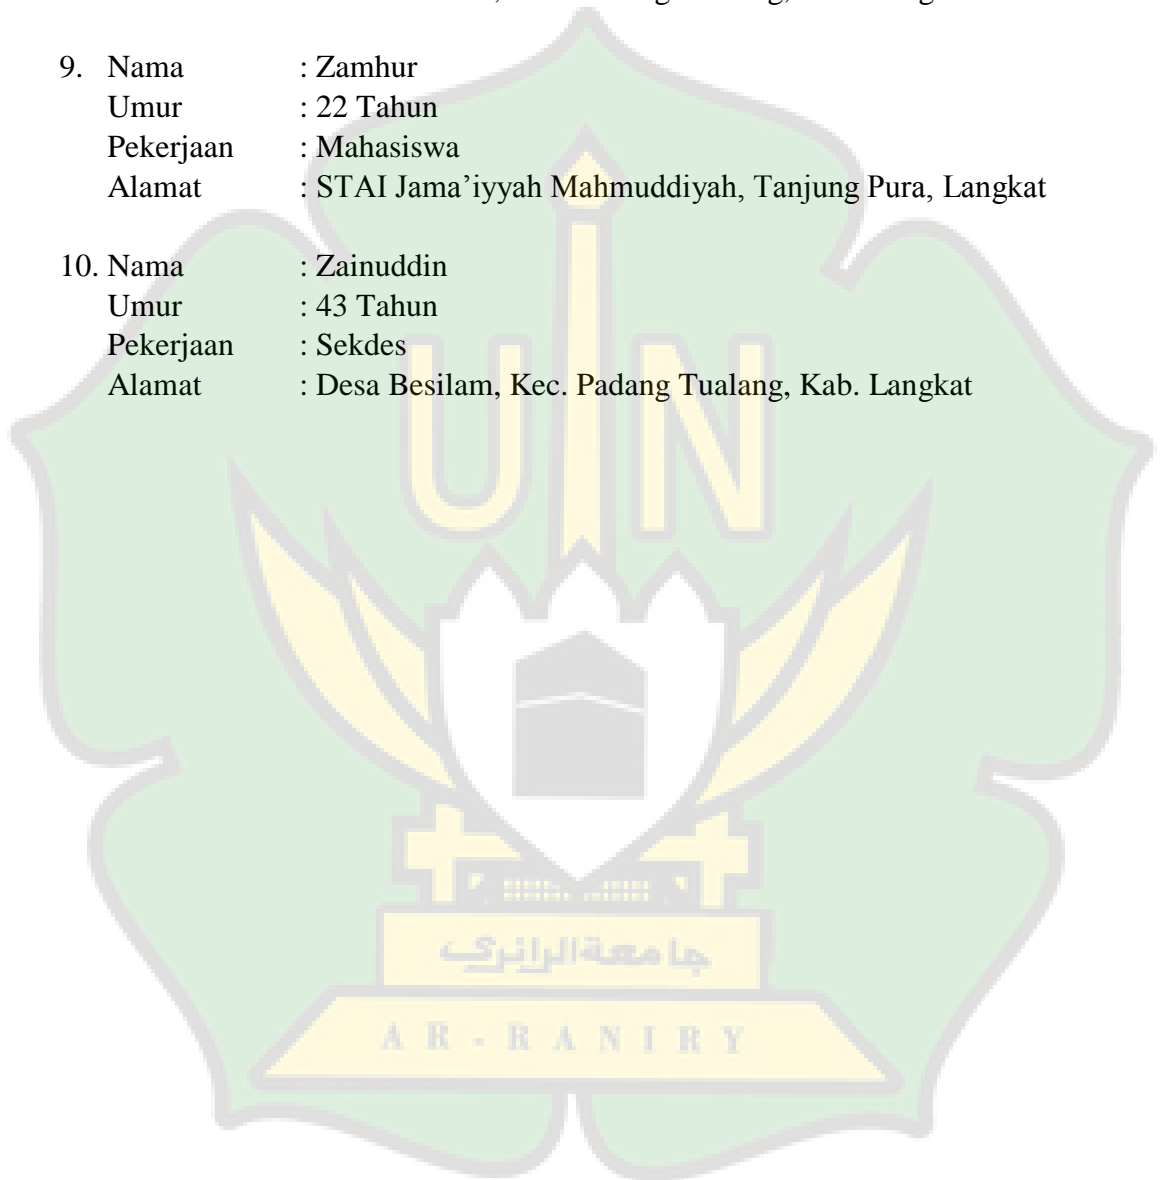 9. Nama : Zamhur
Umur : 22 Tahun
Pekerjaan : Mahasiswa
Alamat : STAI Jama’iyyah Mahmuddiyah, Tanjung Pura, Langkat
10. Nama : Zainuddin
Umur : 43 Tahun
Pekerjaan : Sekdes
Alamat : Desa Besilam, Kec. Padang Tualang, Kab. Langkat
UIN
جامعة الرانري
AR-RANIRY